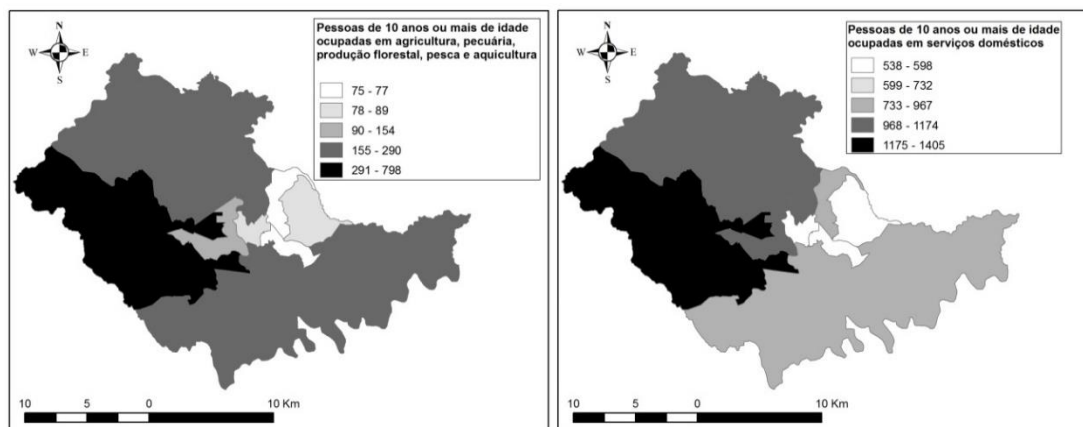 Pessoas de 10 anos ou mais de idade
ocupadas em agricultura, pecuária,
produção florestal, pesca e aquicultura
75 - 77
78 - 89
90 - 154
155 - 290
291 - 798
N
W
E
S
10
5
0
10 Km
Pessoas de 10 anos ou mais de idade
ocupadas em serviços domésticos
538 - 598
599 - 732
733 - 967
968 - 1174
1175 - 1405
N
W
E
S
10
5
0
10 Km